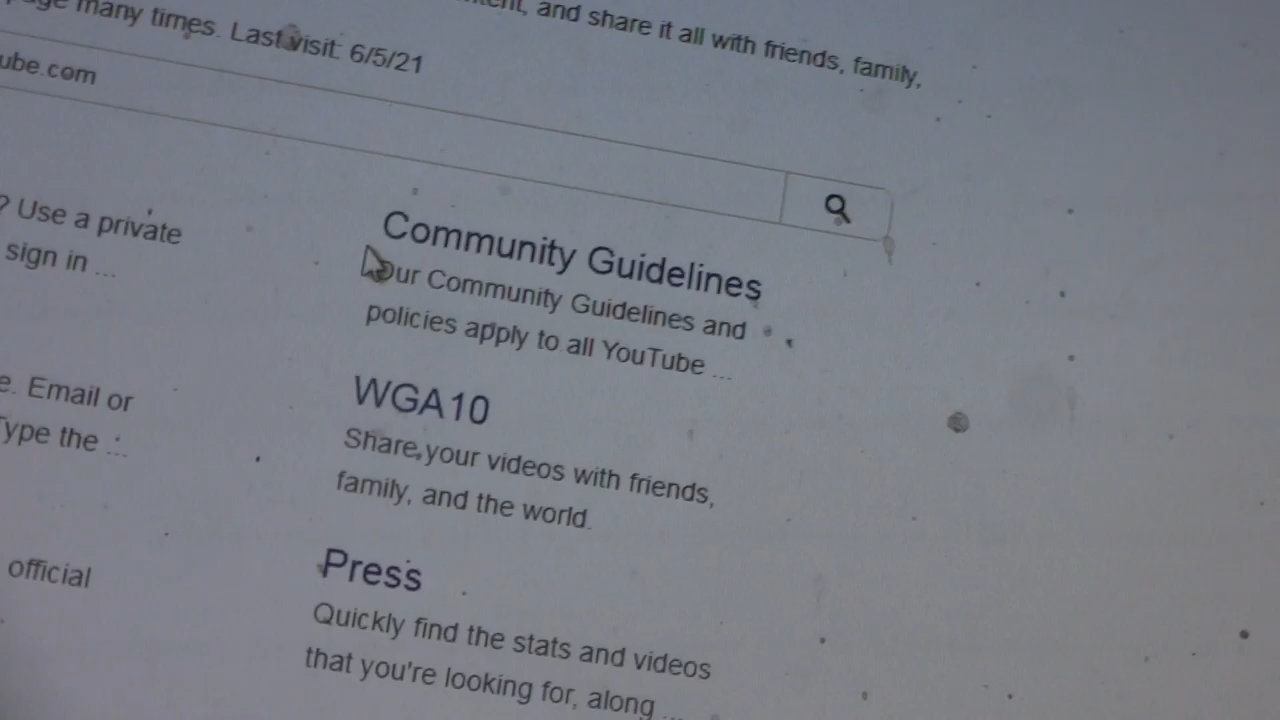 many times. Last visit: 6/5/21
, and share it all with friends, family,
ube.com
? Use a private
sign in ...
Community Guidelines
Our Community Guidelines and
policies apply to all YouTube ...
e. Email or
Type the ...
WGA10
Share your videos with friends,
family, and the world.
official
Press
Quickly find the stats and videos
that you're looking for, along ...